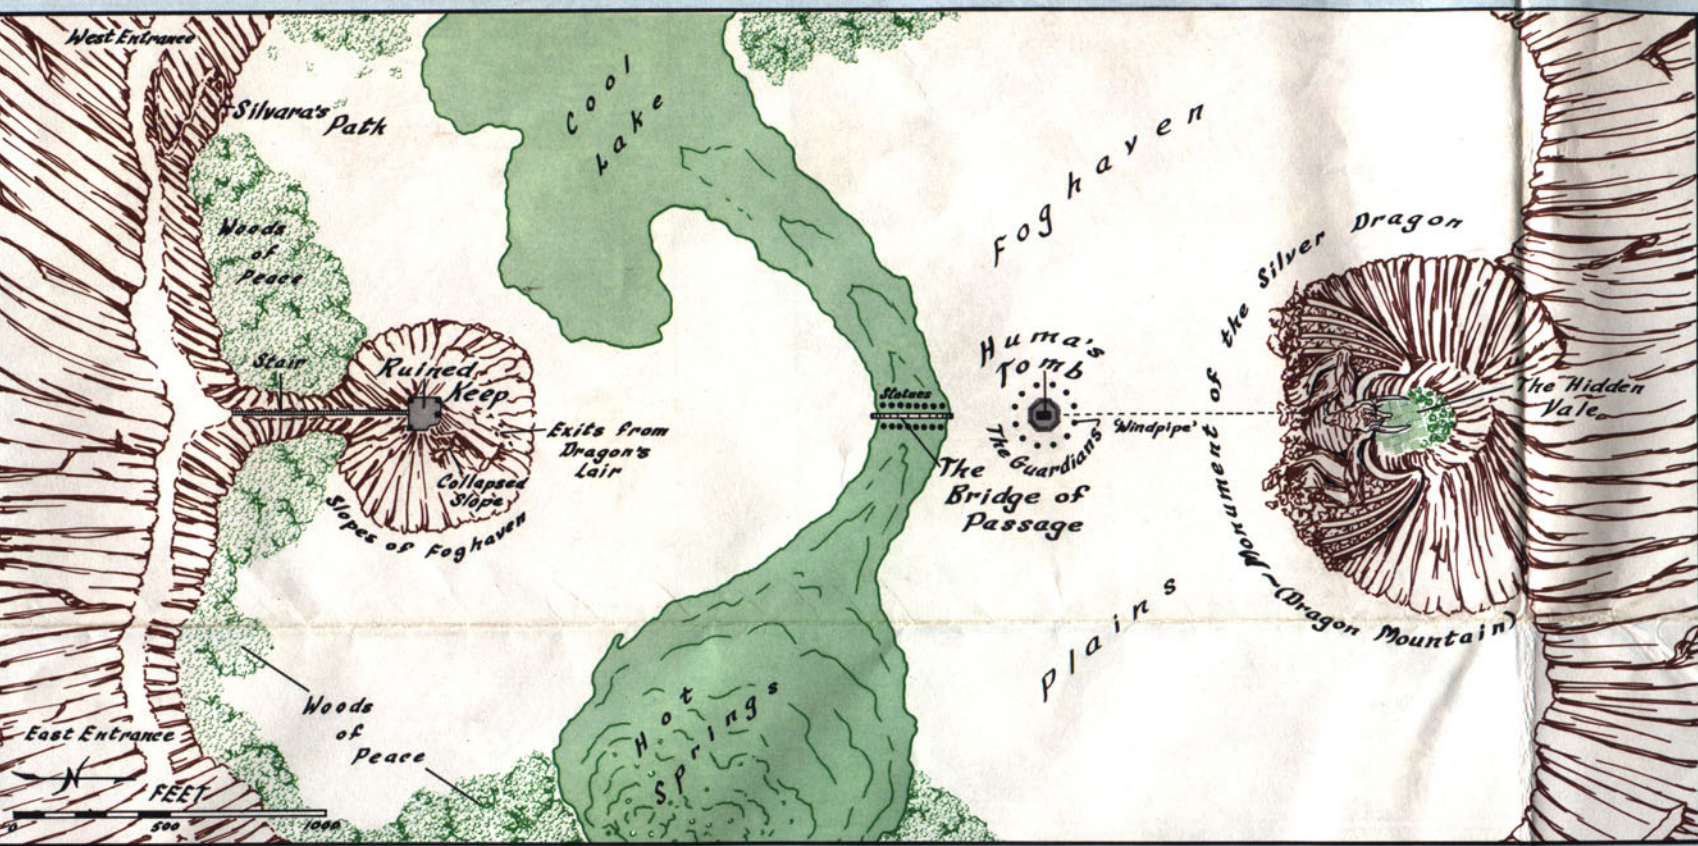 West Entrance
Silvara's
Path
Cool
Lake
Foghaven
Woods
of
Peace
Monument of the Silver Dragon
(Dragon Mountain)
Huma's
Tomb
Stair
Ruined
Keep
Statues
The Hidden
Vale
Exits from
Dragon's
Lair
'Windpipe'
The Guardians
The
Bridge of
Passage
Collapsed
Slope
Slopes of Foghaven
Plains
Hot
Springs
Woods
of
Peace
East Entrance
N
FEET
0 500 1000